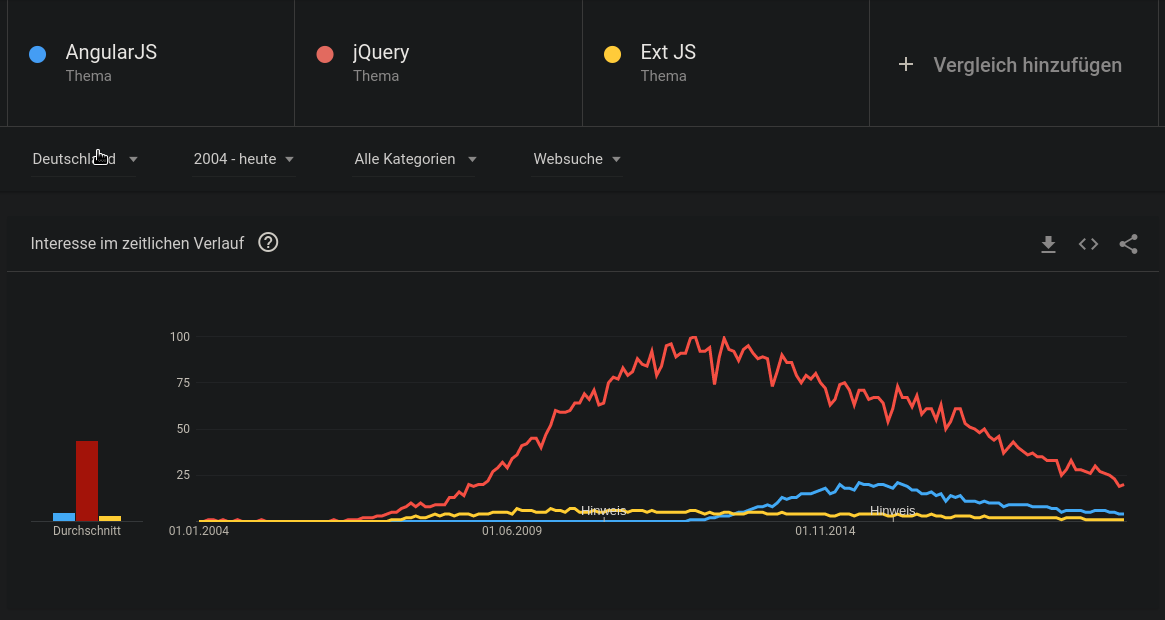 AngularJS
Thema
jQuery
Thema
Ext JS
Thema
+ Vergleich hinzufügen
Deutschland
2004 - heute
Alle Kategorien
Websuche
Interesse im zeitlichen Verlauf ?
100
75
50
25
Hinweis
Hinweis
Durchschnitt
01.01.2004
01.06.2009
01.11.2014